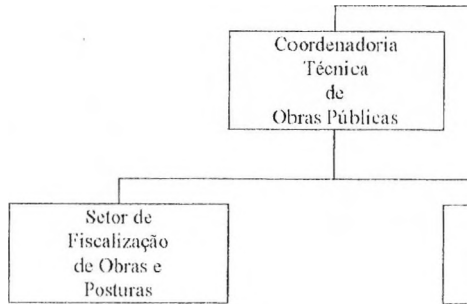 Coordenadoria
Técnica
de
Obras Públicas
Setor de
Fiscalização
de Obras e
Posturas